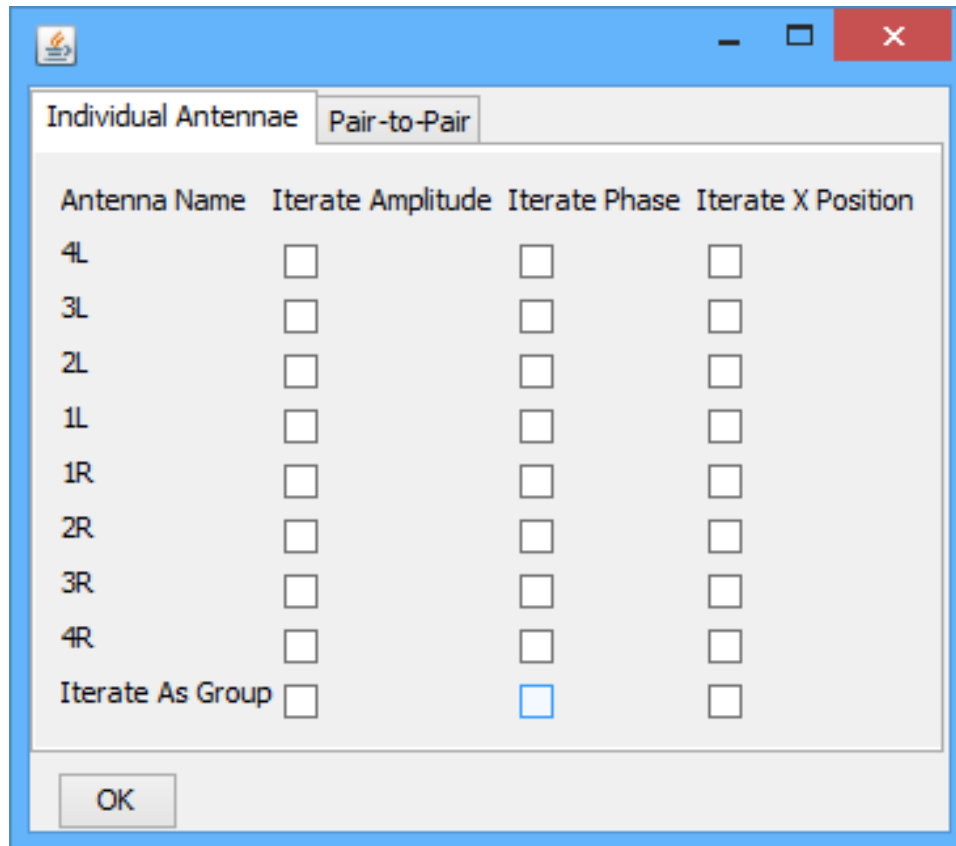 Individual Antennae Pair-to-Pair
Antenna Name Iterate Amplitude Iterate Phase Iterate X Position
4L
3L
2L
1L
1R
2R
3R
4R
Iterate As Group
OK